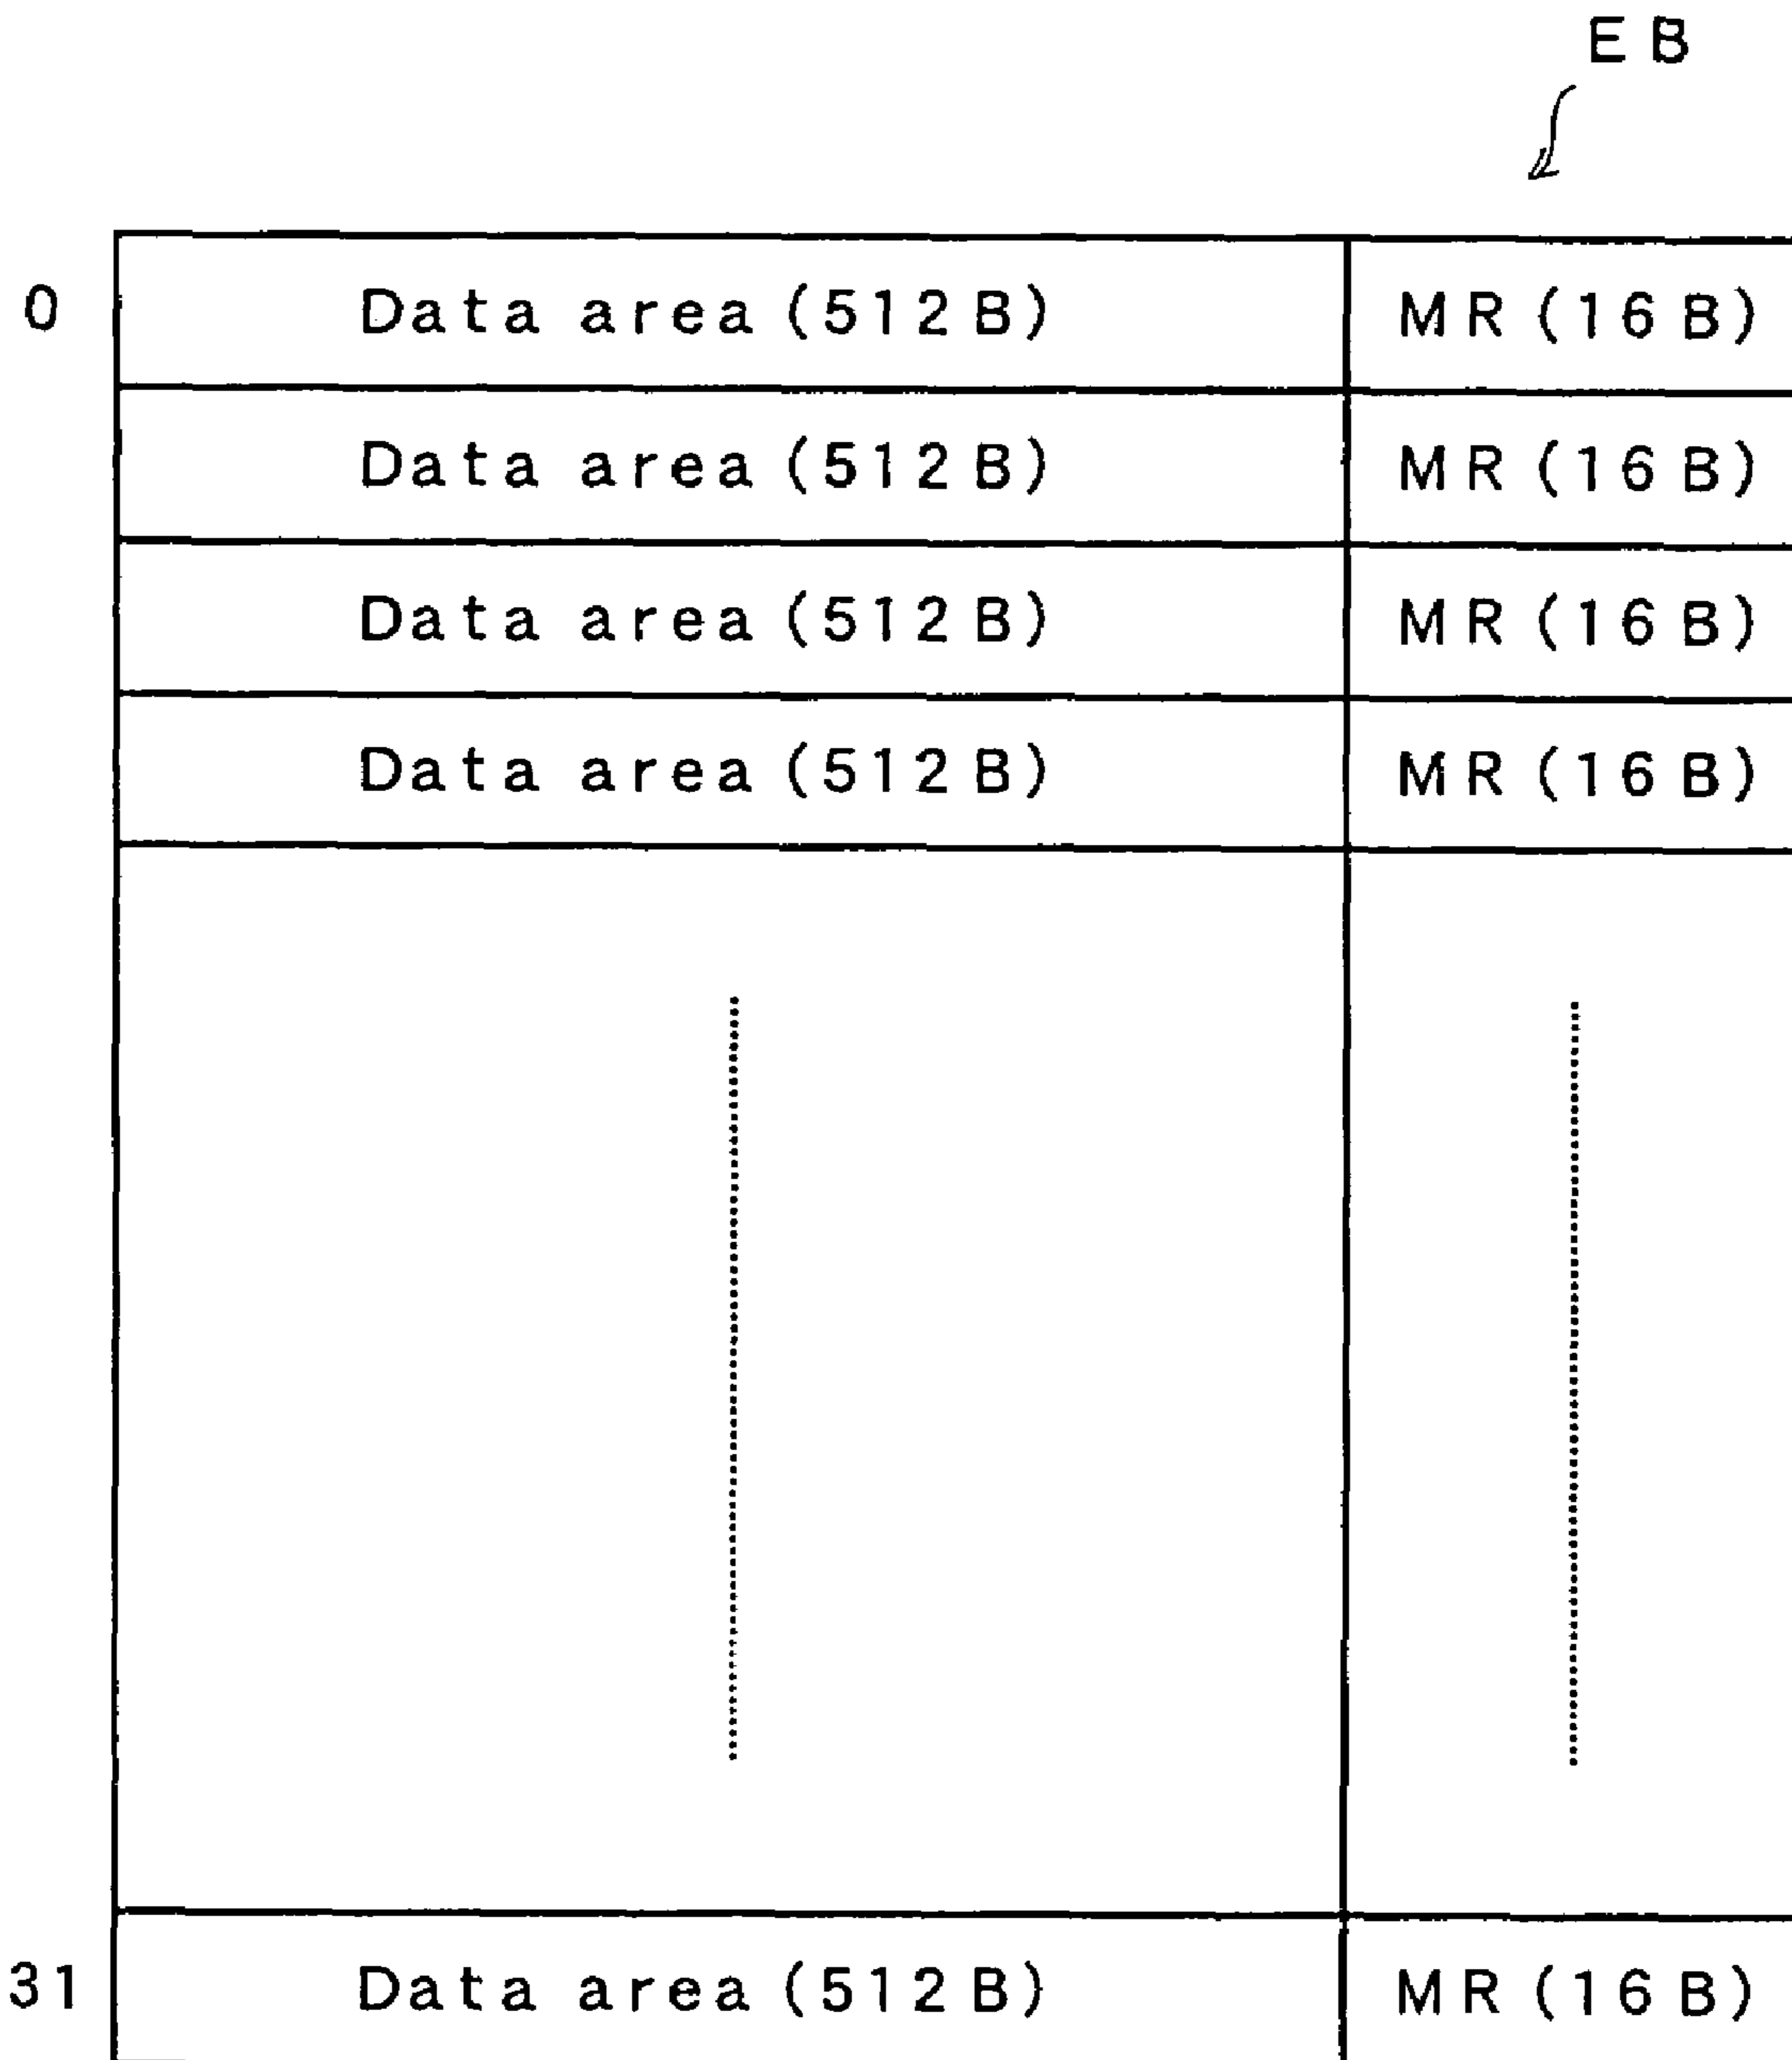 EB
0 Data area (512B) MR (16B)
Data area (512B) MR (16B)
Data area (512B) MR (16B)
Data area (512B) MR (16B)
31 Data area (512B) MR (16B)